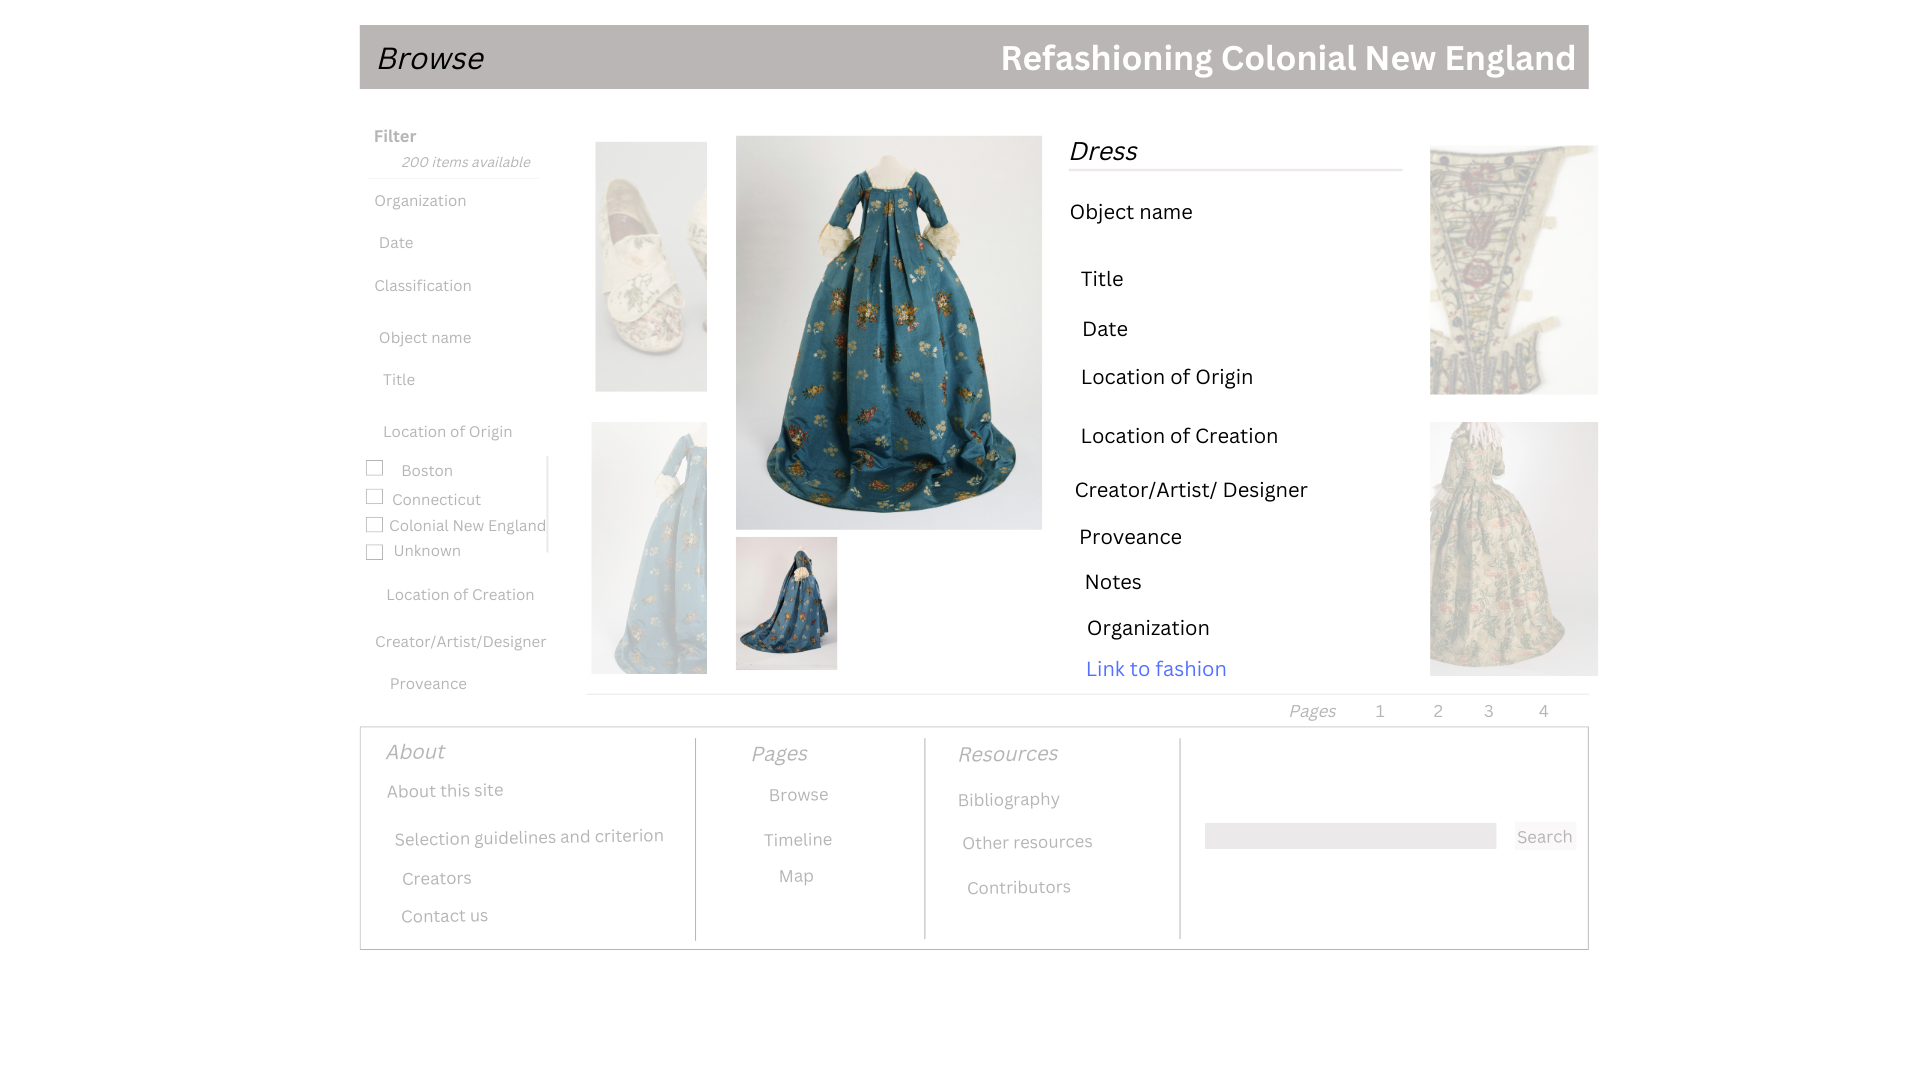 Browse
Refashioning Colonial New England
Filter
200 items available
Organization
Date
Classification
Object name
Title
Location of Origin
Boston
Connecticut
Colonial New England
Unknown
Location of Creation
Creator/Artist/Designer
Proveance
Dress
Object name
Title
Date
Location of Origin
Location of Creation
Creator/Artist/ Designer
Proveance
Notes
Organization
Link to fashion
Pages 1 2 3 4
About
About this site
Selection guidelines and criterion
Creators
Contact us
Pages
Browse
Timeline
Map
Resources
Bibliography
Other resources
Contributors
Search